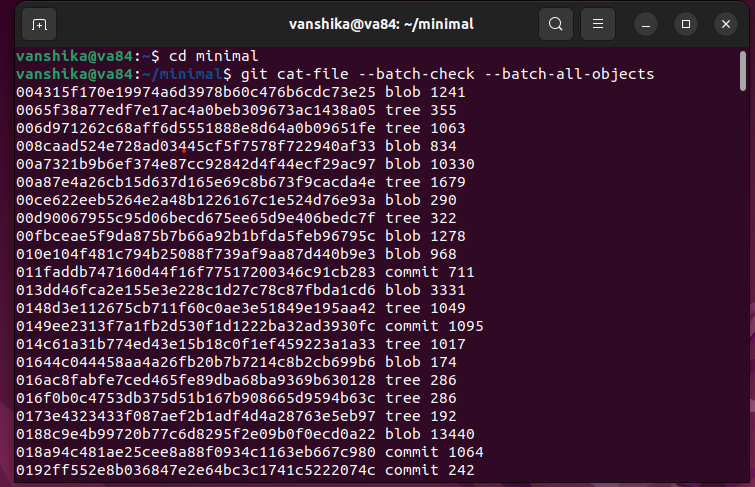 vanshika@va84: ~/minimal
vanshika@va84:~$ cd minimal
vanshika@va84:~/minimal$ git cat-file --batch-check --batch-all-objects
004315f170e19974a6d3978b60c476b6cdc73e25 blob 1241
0065f38a77edf7e17ac4a0beb309673ac1438a05 tree 355
006d971262c68aff6d5551888e8d64a0b09651fe tree 1063
008caad524e728ad03445cf5f7578f722940af33 blob 834
00a7321b9b6ef374e87cc92842d4f44ecf29ac97 blob 10330
00a87e4a26cb15d637d165e69c8b673f9cacda4e tree 1679
00ce622eeb5264e2a48b1226167c1e524d76e93a blob 290
00d90067955c95d06becd675ee65d9e406bedc7f tree 322
00fbceae5f9da875b7b66a92b1bfda5feb96795c blob 1278
010e104f481c794b25088f739af9aa87d440b9e3 blob 968
011faddb747160d44f16f77517200346c91cb283 commit 711
013dd46fca2e155e3e228c1d27c78c87fbda1cd6 blob 3331
0148d3e112675cb711f60c0ae3e51849e195aa42 tree 1049
0149ee2313f7a1fb2d530f1d1222ba32ad3930fc commit 1095
014c61a31b774ed43e15b18c0f1ef459223a1a33 tree 1017
01644c044458aa4a26fb20b7b7214c8b2cb699b6 blob 174
016ac8fabfe7ced465fe89dba68ba9369b630128 tree 286
016f0b0c4753db375d51b167b908665d9594b63c tree 286
0173e4323433f087aef2b1adf4d4a28763e5eb97 tree 192
0188c9e4b99720b77c6d8295f2e09b0f0ecd0a22 blob 13440
018a94c481ae25cee8a88f0934c1163eb667c980 commit 1064
0192ff552e8b036847e2e64bc3c1741c5222074c commit 242